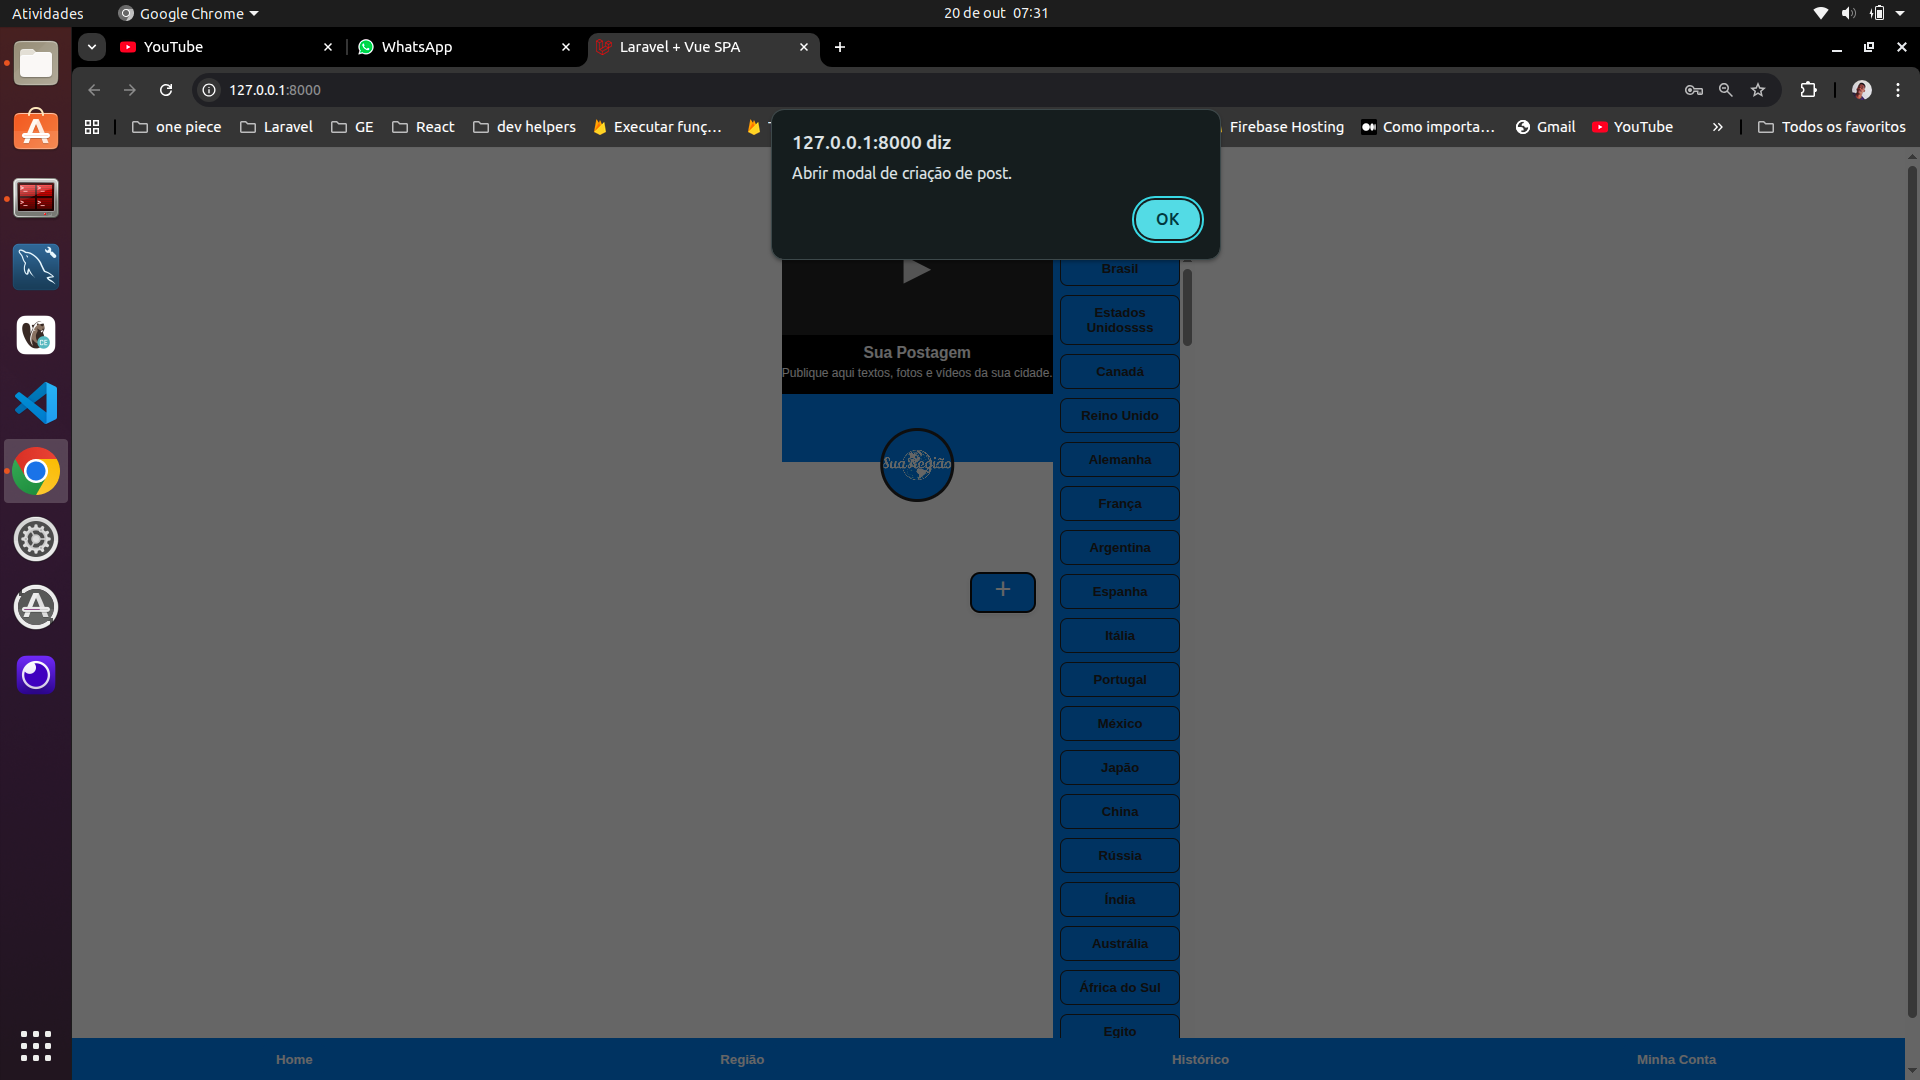 Atividades
Google Chrome
20 de out 07:31
YouTube
WhatsApp
Laravel + Vue SPA
127.0.0.1:8000
one piece
Laravel
GE
React
dev helpers
Executar funç...
Firebase Hosting
Como importa...
Gmail
YouTube
Todos os favoritos
127.0.0.1:8000 diz
Abrir modal de criação de post.
OK
Sua Postagem
Publique aqui textos, fotos e vídeos da sua cidade.
Sua Região
+
Brasil
Estados
Unidossss
Canadá
Reino Unido
Alemanha
França
Argentina
Espanha
Itália
Portugal
México
Japão
China
Rússia
Índia
Austrália
África do Sul
Egito
Home
Região
Histórico
Minha Conta